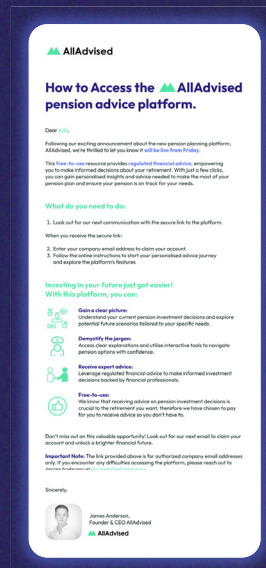 AllAdvised
How to Access the AllAdvised
pension advice platform.
Dear
Following our exciting announcement about the new pension planning platform,
AllAdvised, we're thrilled to let you know it will be live from Friday.
This free-to-use resource provides regulated financial advice, empowering
you to make informed decisions about your retirement. With just a few clicks,
you can gain personalised insights and advice needed to make the most of your
pension plan and ensure your pension is on track for your needs.
What do you need to do:
1. Look out for our next communication with the secure link to the platform.
When you receive the secure link:
2. Enter your company email address to claim your account.
3. Follow the online instructions to start your personalised advice journey
and explore the platform's features
Investing in your future just got easier!
With this platform, you can:
Gain a clear picture:
Understand your current pension investment decisions and explore
potential future scenarios tailored to your specific needs.
Demystify the jargon:
Access clear explanations and utilise interactive tools to navigate
pension options with confidence.
Receive expert advice:
Leverage regulated financial advice to make informed investment
decisions backed by financial professionals.
Free-to-use:
We know that receiving advice on pension investment decisions is
crucial to the retirement you want, therefore we have chosen to pay
for you to receive advice so you don't have to.
Don't miss out on this valuable opportunity! Look out for our next email to claim your
account and unlock a brighter financial future.
Important Note: The link provided above is for authorized company email addresses
only. If you encounter any difficulties accessing the platform, please reach out to
Sincerely,
James Anderson,
Founder & CEO AllAdvised
AllAdvised